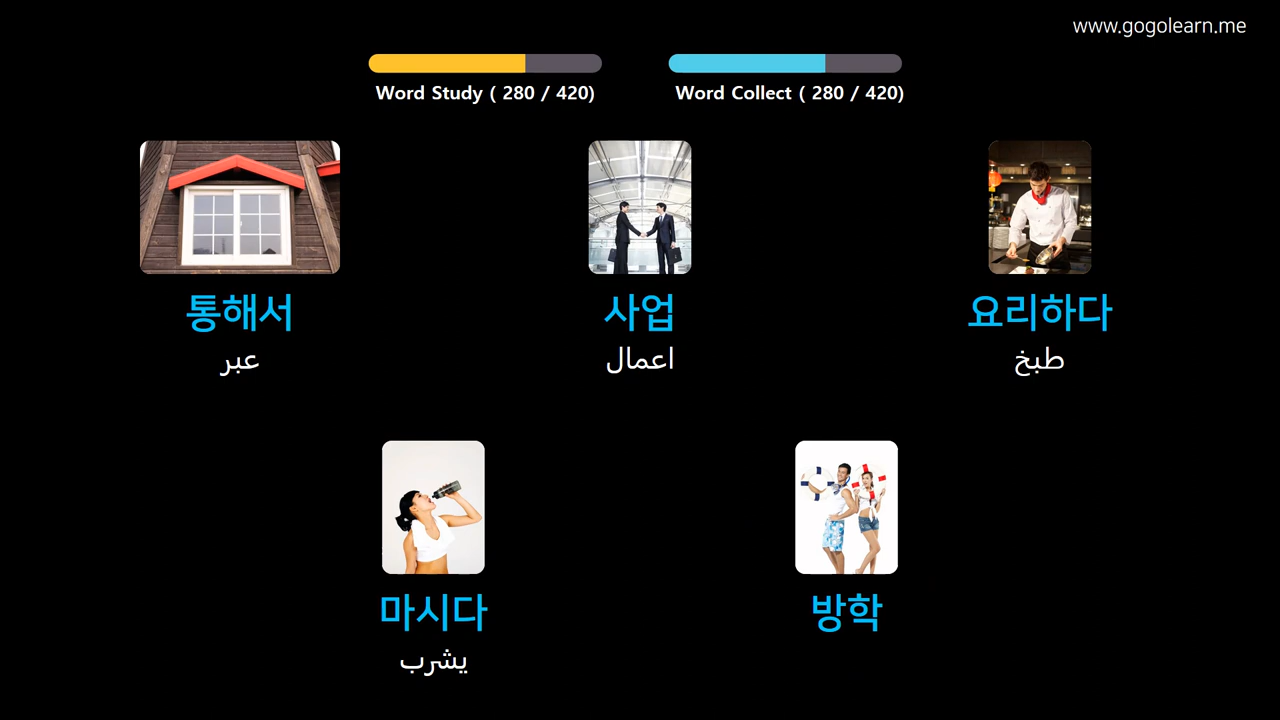 www.gogolearn.me
Word Study ( 280 / 420)
Word Collect ( 280 / 420)
통해서
عبر
사업
اعمال
요리하다
طبخ
마시다
يشرب
방학